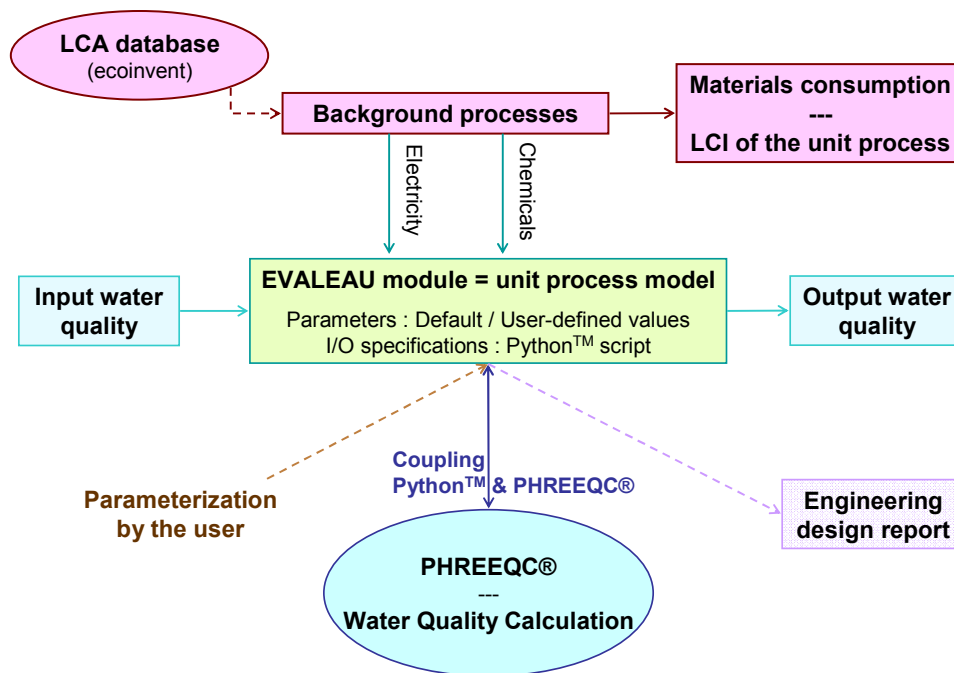 LCA database
(ecoinvent)
Background processes
Materials consumption
---
LCI of the unit process
Electricity
Chemicals
Input water
quality
EVALEAU module = unit process model
Parameters : Default / User-defined values
I/O specifications : Python™ script
Output water
quality
Coupling
Python™ & PHREEQC®
Parameterization
by the user
Engineering
design report
PHREEQC®
---
Water Quality Calculation